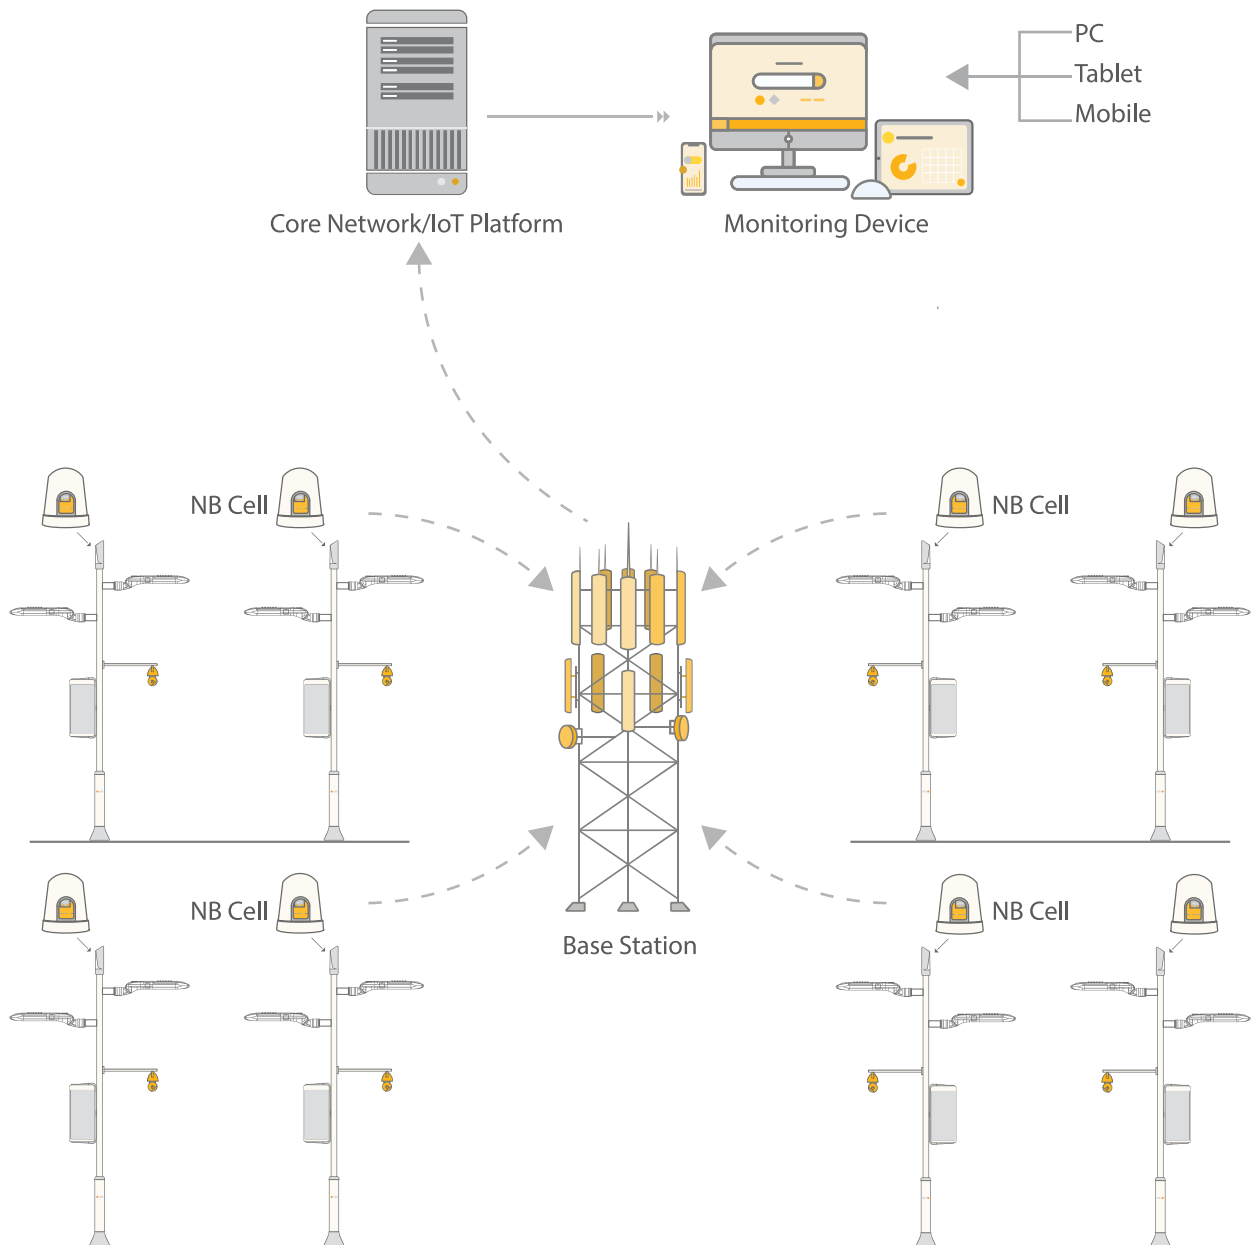 PC
Tablet
Mobile
Core Network/IoT Platform
Monitoring Device
NB Cell
NB Cell
NB Cell
NB Cell
Base Station